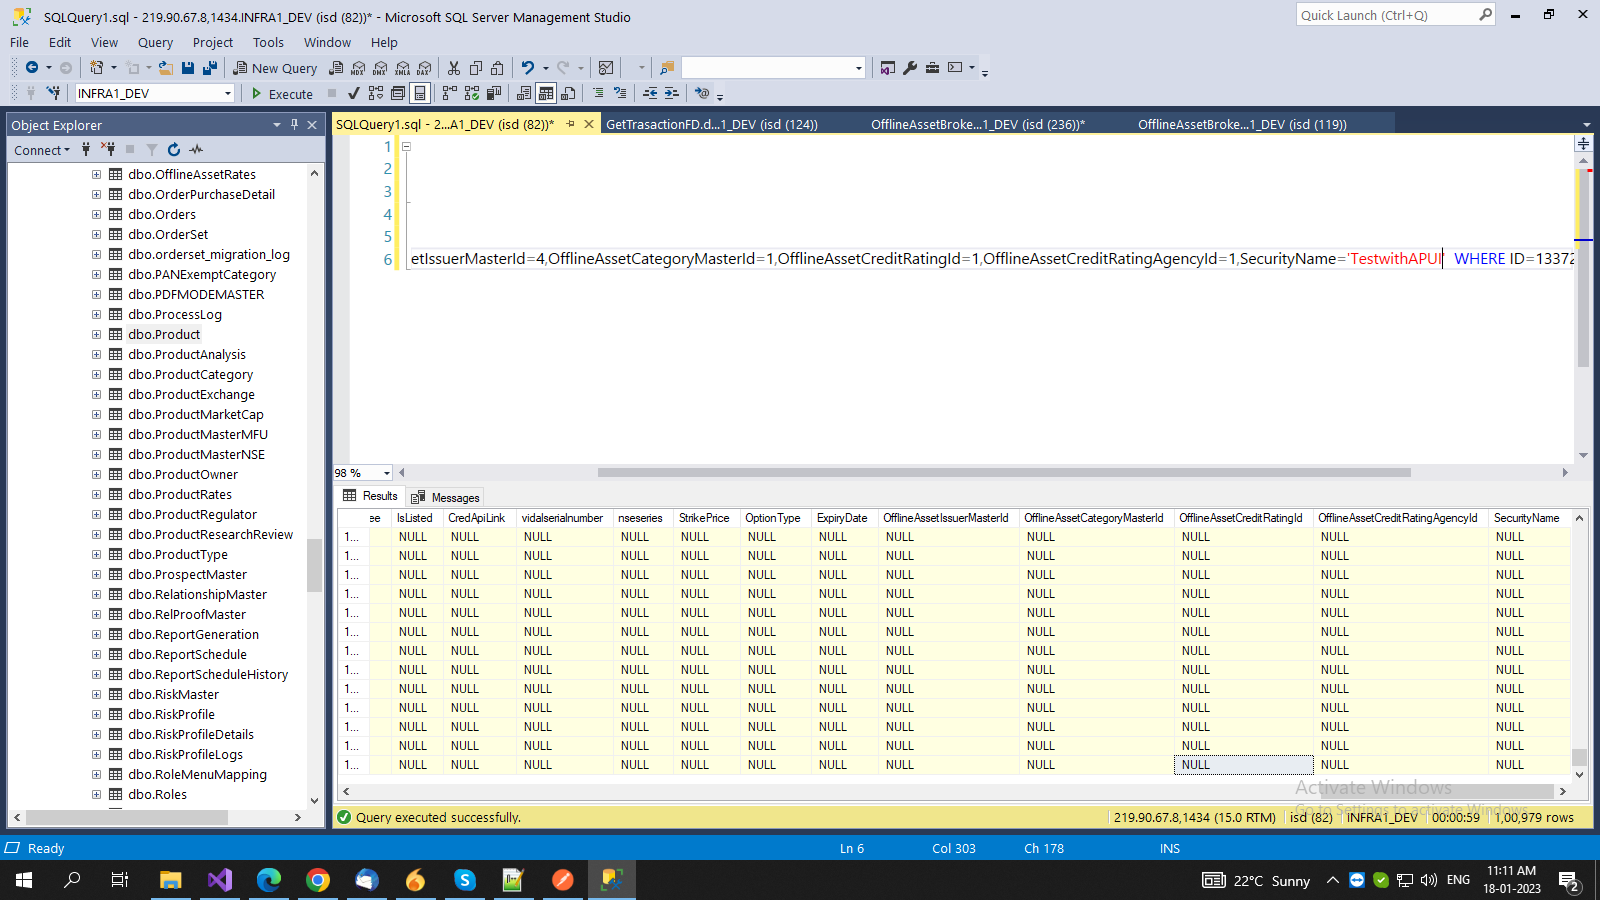 SQLQuery1.sql - 219.90.67.8,1434.INFRA1_DEV (isd (82))* - Microsoft SQL Server Management Studio
Quick Launch (Ctrl+Q)
File Edit View Query Project Tools Window Help
New Query MDX DMX XMLA DAX
INFRA1_DEV Execute
Object Explorer
SQLQuery1.sql - 2...A1_DEV (isd (82))* GetTrasactionFD.d...1_DEV (isd (124)) OfflineAssetBroke...1_DEV (isd (236))* OfflineAssetBroke...1_DEV (isd (119))
Connect
dbo.OfflineAssetRates
dbo.OrderPurchaseDetail
dbo.Orders
dbo.OrderSet
dbo.orderset_migration_log
dbo.PANExemptCategory
dbo.PDFMODEMASTER
dbo.ProcessLog
dbo.Product
dbo.ProductAnalysis
dbo.ProductCategory
dbo.ProductExchange
dbo.ProductMarketCap
dbo.ProductMasterMFU
dbo.ProductMasterNSE
dbo.ProductOwner
dbo.ProductRates
dbo.ProductRegulator
dbo.ProductResearchReview
dbo.ProductType
dbo.ProspectMaster
dbo.RelationshipMaster
dbo.RelProofMaster
dbo.ReportGeneration
dbo.ReportSchedule
dbo.ReportScheduleHistory
dbo.RiskMaster
dbo.RiskProfile
dbo.RiskProfileDetails
dbo.RiskProfileLogs
dbo.RoleMenuMapping
dbo.Roles
1
2
3
4
5
6 etIssuerMasterId=4,OfflineAssetCategoryMasterId=1,OfflineAssetCreditRatingId=1,OfflineAssetCreditRatingAgencyId=1,SecurityName='TestwithAPUI' WHERE ID=13372
98 %
Results Messages
ee IsListed CredApiLink vidalserialnumber nseseries StrikePrice OptionType ExpiryDate OfflineAssetIssuerMasterId OfflineAssetCategoryMasterId OfflineAssetCreditRatingId OfflineAssetCreditRatingAgencyId SecurityName
1... NULL NULL NULL NULL NULL NULL NULL NULL NULL NULL NULL NULL
1... NULL NULL NULL NULL NULL NULL NULL NULL NULL NULL NULL NULL
1... NULL NULL NULL NULL NULL NULL NULL NULL NULL NULL NULL NULL
1... NULL NULL NULL NULL NULL NULL NULL NULL NULL NULL NULL NULL
1... NULL NULL NULL NULL NULL NULL NULL NULL NULL NULL NULL NULL
1... NULL NULL NULL NULL NULL NULL NULL NULL NULL NULL NULL NULL
1... NULL NULL NULL NULL NULL NULL NULL NULL NULL NULL NULL NULL
1... NULL NULL NULL NULL NULL NULL NULL NULL NULL NULL NULL NULL
1... NULL NULL NULL NULL NULL NULL NULL NULL NULL NULL NULL NULL
1... NULL NULL NULL NULL NULL NULL NULL NULL NULL NULL NULL NULL
1... NULL NULL NULL NULL NULL NULL NULL NULL NULL NULL NULL NULL
1... NULL NULL NULL NULL NULL NULL NULL NULL NULL NULL NULL NULL
1... NULL NULL NULL NULL NULL NULL NULL NULL NULL NULL NULL NULL
Activate Windows
Go to Settings to activate Windows.
Query executed successfully. 219.90.67.8,1434 (15.0 RTM) isd (82) INFRA1_DEV 00:00:59 1,00,979 rows
Ready Ln 6 Col 303 Ch 178 INS
22°C Sunny ENG 11:11 AM
18-01-2023 2